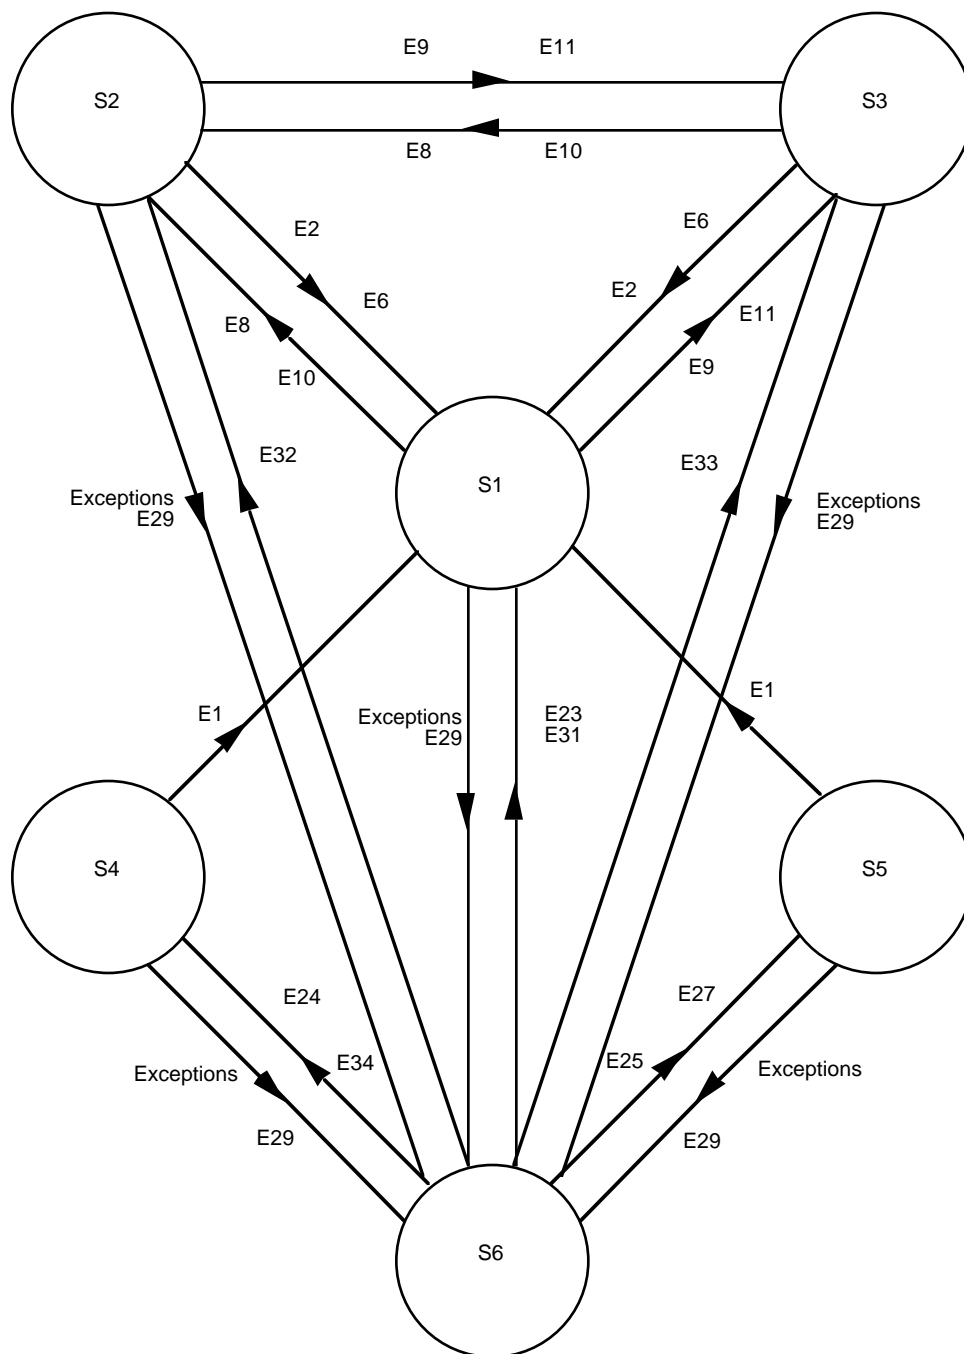 E9 E11
S2 S3
E8 E10
E2 E6
E6 E2
E8 E11
E10 E9
E32 E33
S1
Exceptions
E29
Exceptions
E29
E1 E1
Exceptions
E29
E23
E31
S4 S5
E24 E27
E34 E25
Exceptions Exceptions
E29 E29
S6